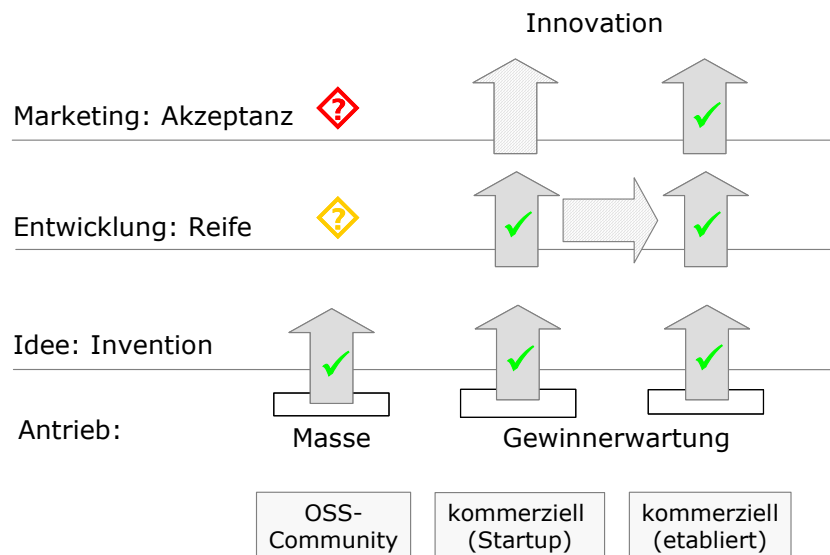 Innovation
Marketing: Akzeptanz
?
Entwicklung: Reife
?
Idee: Invention
Antrieb:
Masse
Gewinnerwartung
OSS-
Community
kommerziell
(Startup)
kommerziell
(etabliert)